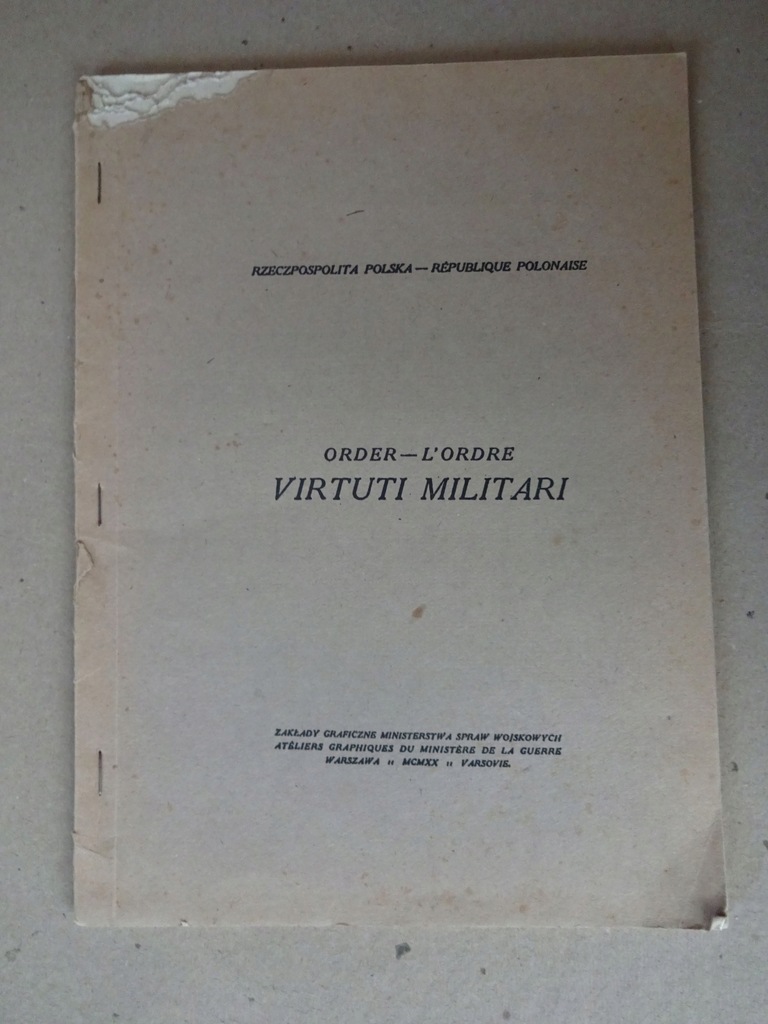 RZECZPOSPOLITA POLSKA — RÉPUBLIQUE POLONAISE
ORDER — L'ORDRE
VIRTUTI MILITARI
ZAKŁADY GRAFICZNE MINISTERSTWA SPRAW WOJSKOWYCH
ATÉLIERS GRAPHIQUES DU MINISTÈRE DE LA GUERRE
WARSZAWA „ MCMXX „ VARSOVIE.